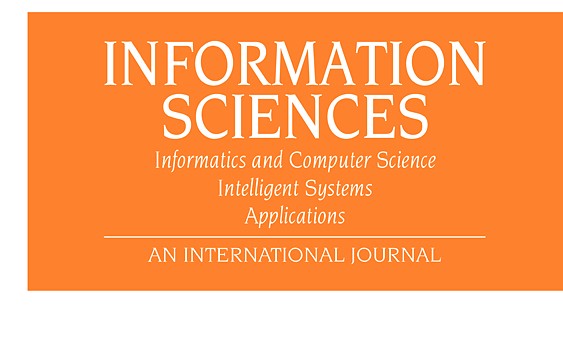 INFORMATION
SCIENCES
Informatics and Computer Science
Intelligent Systems
Applications
AN INTERNATIONAL JOURNAL